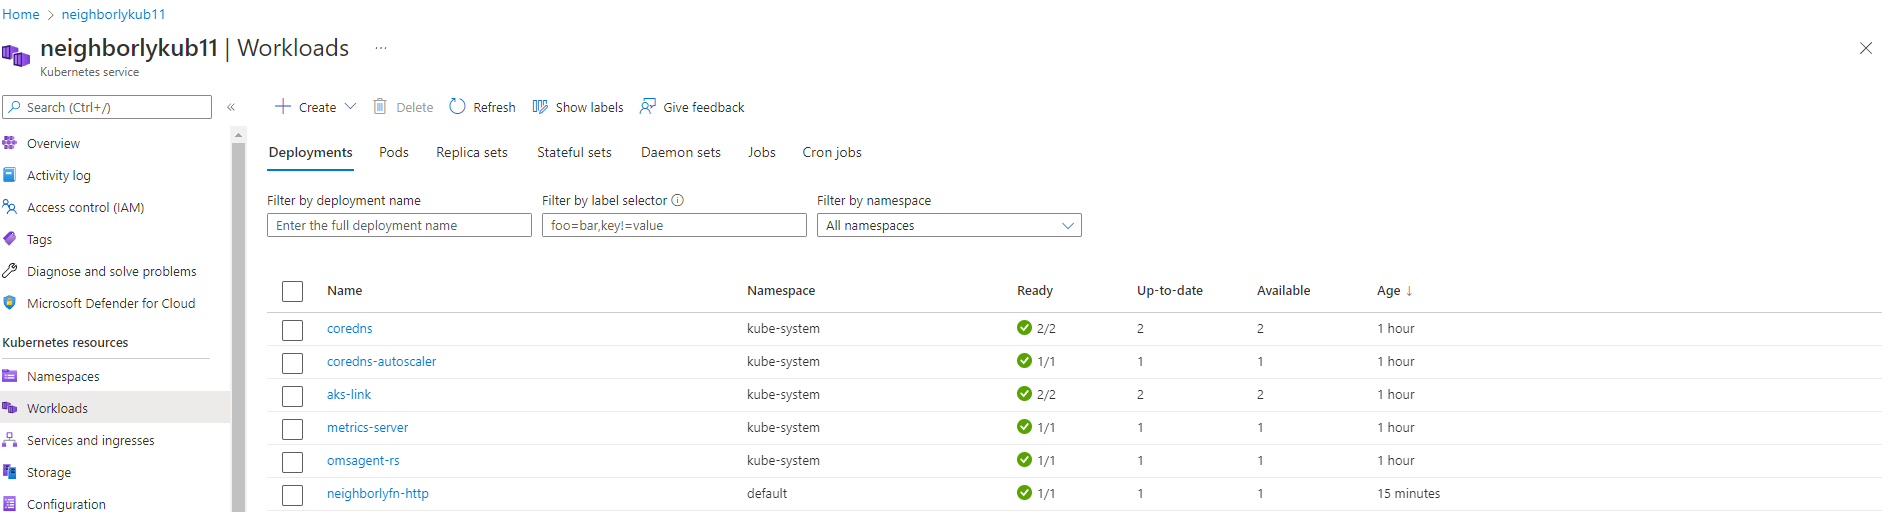 Home > neighborlykub11
neighborlykub11 | Workloads ...
Kubernetes service
Search (Ctrl+/) «
Create Delete Refresh Show labels Give feedback
Overview
Activity log
Access control (IAM)
Tags
Diagnose and solve problems
Microsoft Defender for Cloud
Kubernetes resources
Namespaces
Workloads
Services and ingresses
Storage
Configuration
Deployments Pods Replica sets Stateful sets Daemon sets Jobs Cron jobs
Filter by deployment name Filter by label selector Filter by namespace
Enter the full deployment name foo=bar,key!=value All namespaces
Name Namespace Ready Up-to-date Available Age ↓
coredns kube-system 2/2 2 2 1 hour
coredns-autoscaler kube-system 1/1 1 1 1 hour
aks-link kube-system 2/2 2 2 1 hour
metrics-server kube-system 1/1 1 1 1 hour
omsagent-rs kube-system 1/1 1 1 1 hour
neighborlyfn-http default 1/1 1 1 15 minutes